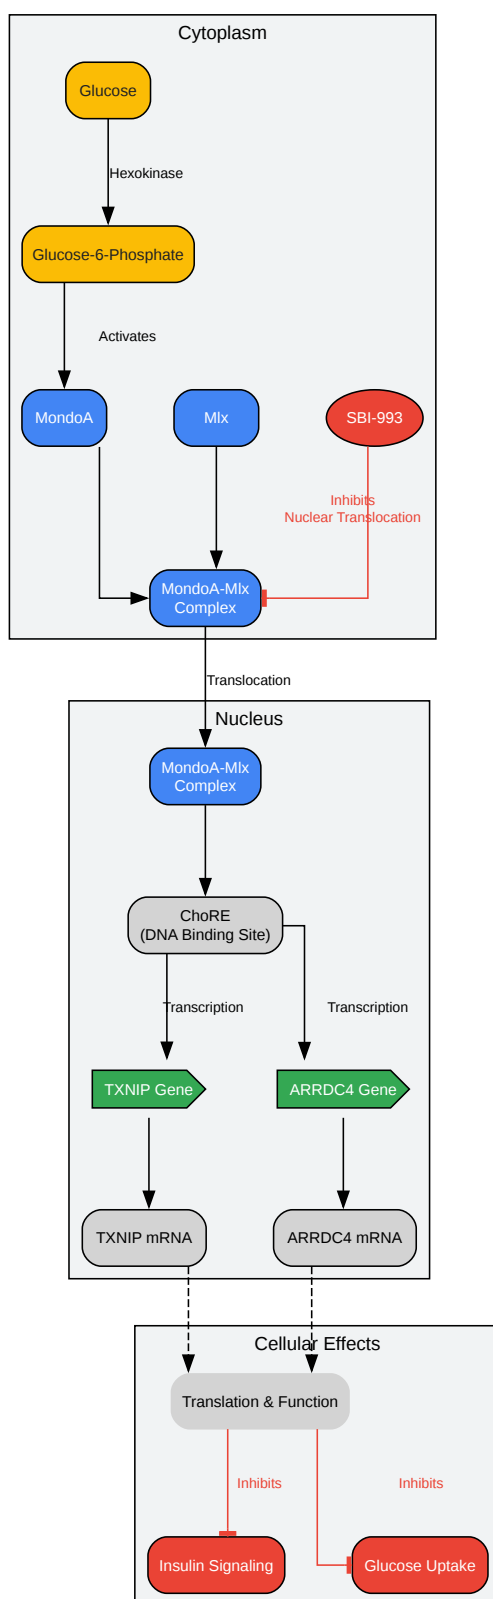 Cytoplasm
Glucose
Hexokinase
Glucose-6-Phosphate
Activates
MondoA
Mlx
SBI-993
Inhibits
Nuclear Translocation
MondoA-Mlx
Complex
Translocation
Nucleus
MondoA-Mlx
Complex
ChoRE
(DNA Binding Site)
Transcription
Transcription
TXNIP Gene
ARRDC4 Gene
TXNIP mRNA
ARRDC4 mRNA
Cellular Effects
Translation & Function
Inhibits
Inhibits
Insulin Signaling
Glucose Uptake